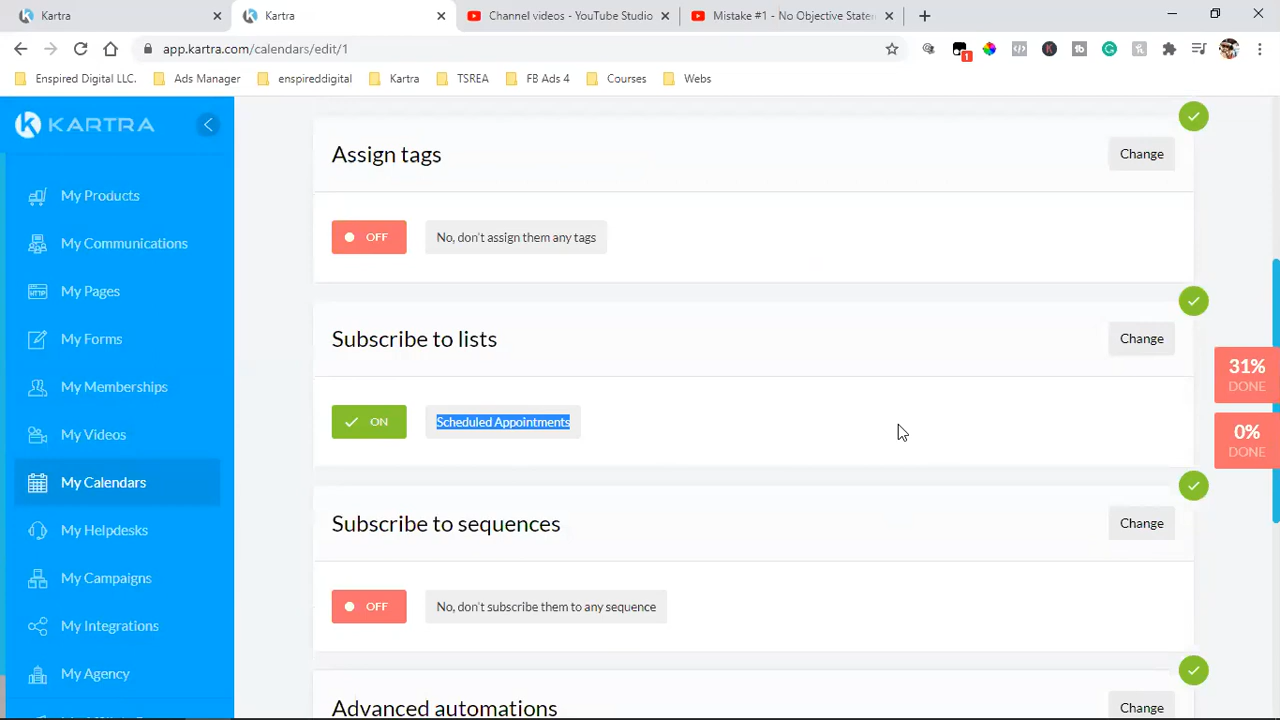 Kartra
Kartra
Channel videos - YouTube Studio
Mistake #1 - No Objective State
app.kartra.com/calendars/edit/1
1
Enspired Digital LLC.
Ads Manager
enspireddigital
Kartra
TSREA
FB Ads 4
Courses
Webs
KARTRA
My Products
My Communications
My Pages
My Forms
My Memberships
My Videos
My Calendars
My Helpdesks
My Campaigns
My Integrations
My Agency
Assign tags
Change
OFF
No, don't assign them any tags
Subscribe to lists
Change
ON
Scheduled Appointments
Subscribe to sequences
Change
OFF
No, don't subscribe them to any sequence
Advanced automations
Change
31%
DONE
0%
DONE